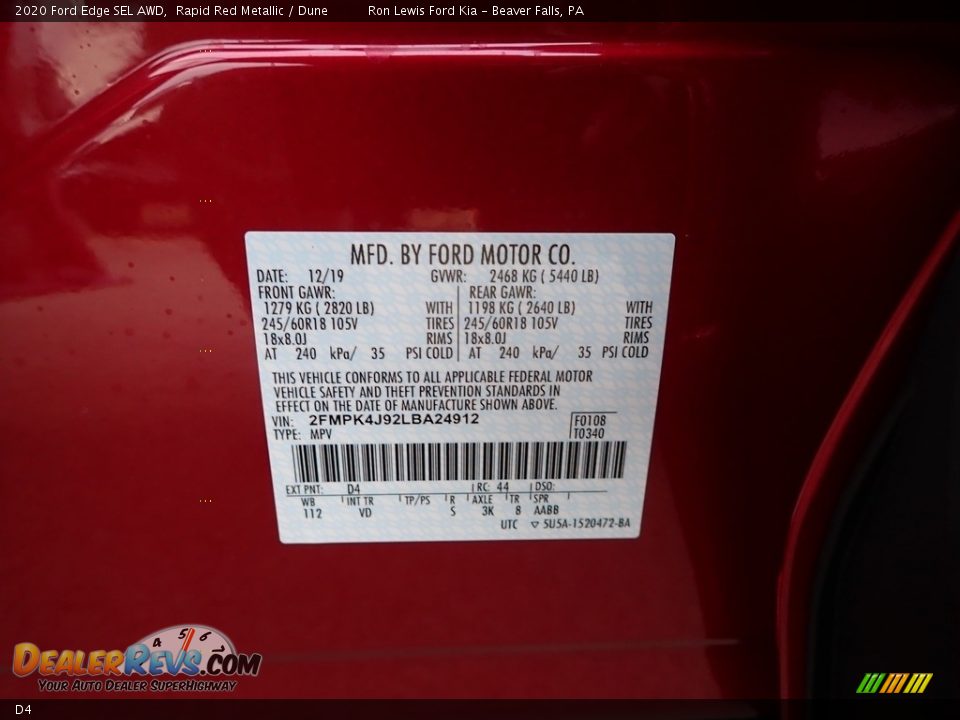 2020 Ford Edge SEL AWD,  Rapid Red Metallic / Dune          Ron Lewis Ford Kia - Beaver Falls, PA
MFD. BY FORD MOTOR CO.
DATE: 12/19 GVWR: 2468 KG ( 5440 LB)
FRONT GAWR: REAR GAWR:
1279 KG ( 2820 LB) WITH 1198 KG ( 2640 LB) WITH
245/60R18 105V TIRES 245/60R18 105V TIRES
18x8.0J RIMS 18x8.0J RIMS
AT 240 kPa/ 35 PSI COLD AT 240 kPa/ 35 PSI COLD
THIS VEHICLE CONFORMS TO ALL APPLICABLE FEDERAL MOTOR
VEHICLE SAFETY AND THEFT PREVENTION STANDARDS IN
EFFECT ON THE DATE OF MANUFACTURE SHOWN ABOVE.
VIN: 2FMPK4J92LBA24912 F0108
TYPE: MPV T0340
EXT PNT: D4 RC: 44 DSO:
WB INT TR TP/PS R AXLE TR SPR
112 VD S 3K 8 AABB
UTC ▽ 5U5A-1520472-BA
4 5 6
DEALERREVS.COM
YOUR AUTO DEALER SUPERHIGHWAY
D4